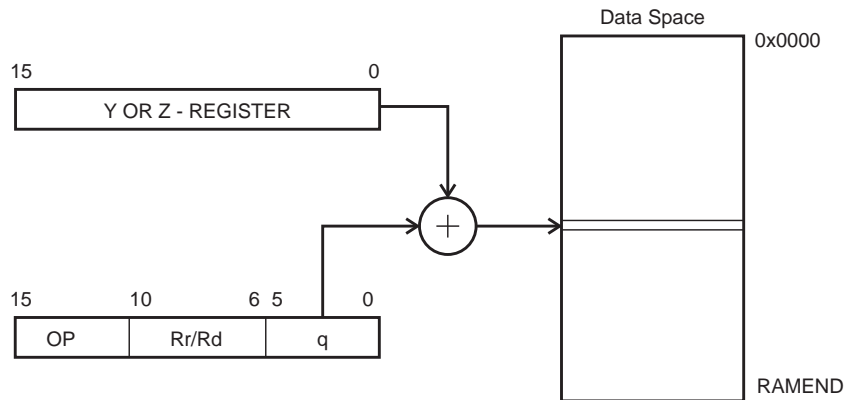 Data Space
0x0000
15 0
Y OR Z - REGISTER
+
15 10 6 5 0
OP Rr/Rd q
RAMEND